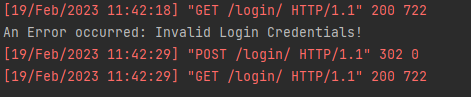 [19/Feb/2023 11:42:18] "GET /login/ HTTP/1.1" 200 722
An Error occurred: Invalid Login Credentials!
[19/Feb/2023 11:42:29] "POST /login/ HTTP/1.1" 302 0
[19/Feb/2023 11:42:29] "GET /login/ HTTP/1.1" 200 722